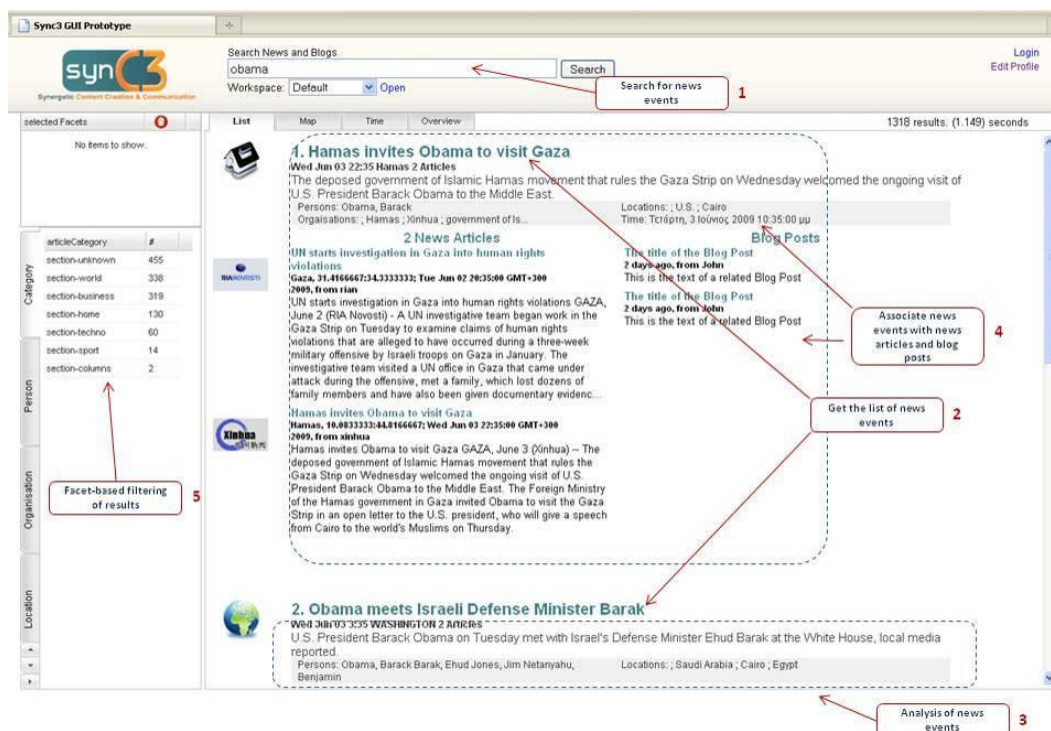 Sync3 GUI Prototype
synC3
Synergetic Content Creation & Communication
Search News and Blogs
obama
Search
Workspace: Default Open
Login
Edit Profile
Search for news events
1
selected Facets
No items to show.
List
Map
Time
Overview
1318 results. (1.149) seconds
1. Hamas invites Obama to visit Gaza
Wed Jun 03 22:35 Hamas 2 Articles
The deposed government of Islamic Hamas movement that rules the Gaza Strip on Wednesday welcomed the ongoing visit of
U.S. President Barack Obama to the Middle East.
Persons: Obama, Barack
Orgaisations: ; Hamas ; Xinhua ; government of Is...
Locations: ; U.S. ; Cairo
Time: Τετάρτη, 3 Ιούνιος 2009 10:35:00 μμ
2 News Articles
UN starts investigation in Gaza into human rights
violations
Gaza, 31.4166667;34.3333333; Tue Jun 02 20:35:00 GMT+300
2009, from rian
UN starts investigation in Gaza into human rights violations GAZA,
June 2 (RIA Novosti) - A UN investigative team began work in the
Gaza Strip on Tuesday to examine claims of human rights
violations that are alleged to have occurred during a three-week
military offensive by Israeli troops on Gaza in January. The
investigative team visited a UN office in Gaza that came under
attack during the offensive, met a family, which lost dozens of
family members and have also been given documentary evidenc...
RIANOVOSTI
Hamas invites Obama to visit Gaza
Hamas, 10.0833333;44.8166667; Wed Jun 03 22:35:00 GMT+300
2009, from xinhua
Hamas invites Obama to visit Gaza GAZA, June 3 (Xinhua) -- The
deposed government of Islamic Hamas movement that rules the
Gaza Strip on Wednesday welcomed the ongoing visit of U.S.
President Barack Obama to the Middle East. The Foreign Ministry
of the Hamas government in Gaza invited Obama to visit the Gaza
Strip in an open letter to the U.S. president, who will give a speech
from Cairo to the world's Muslims on Thursday.
Xinhua
Blog Posts
The title of the Blog Post
2 days ago, from John
This is the text of a related Blog Post
The title of the Blog Post
2 days ago, from John
This is the text of a related Blog Post
Associate news
events with news
articles and blog
posts
4
Get the list of news
events
2
articleCategory #
section-unknown 455
section-world 338
section-business 319
section-home 130
section-techno 60
section-sport 14
section-columns 2
Category
Person
Organisation
Location
Facet-based filtering
of results
5
2. Obama meets Israeli Defense Minister Barak
Wed Jun 03 3:35 WASHINGTON 2 Articles
U.S. President Barack Obama on Tuesday met with Israel's Defense Minister Ehud Barak at the White House, local media
reported.
Persons: Obama, Barack Barak, Ehud Jones, Jim Netanyahu,
Benjamin
Locations: ; Saudi Arabia ; Cairo ; Egypt
Analysis of news
events
3